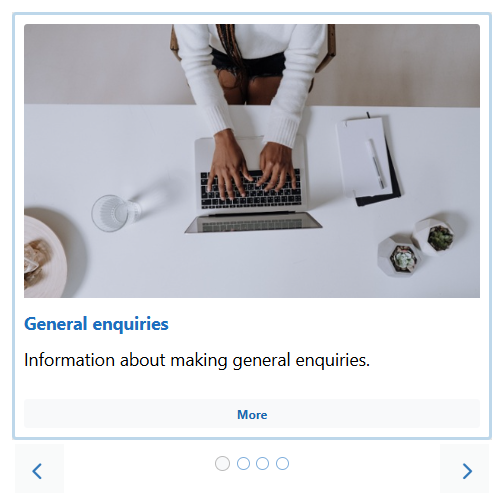 General enquiries
Information about making general enquiries.
More